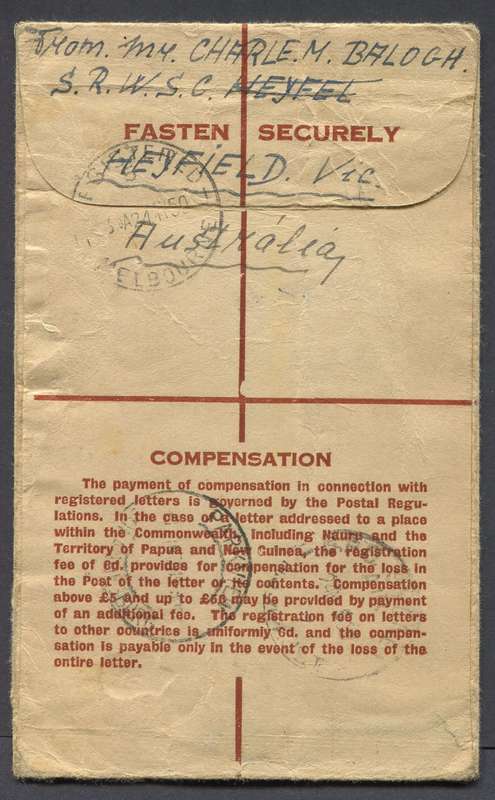 From. Mr. CHARLE. M. BALOGH.
S. R. W. S. C. HEYFEL
FASTEN SECURELY
HEYFIELD. Vic.
Austrália,
MELBOURNE
COMPENSATION
The payment of compensation in connection with
registered letters is governed by the Postal Regu-
lations. In the case of a letter addressed to a place
within the Commonwealth, including Nauru and the
Territory of Papua and New Guinea, the registration
fee of 6d. provides for compensation for the loss in
the Post of the letter or its contents. Compensation
above £5 and up to £50 may be provided by payment
of an additional fee. The registration fee on letters
to other countries is uniformly 6d. and the compen-
sation is payable only in the event of the loss of the
entire letter.